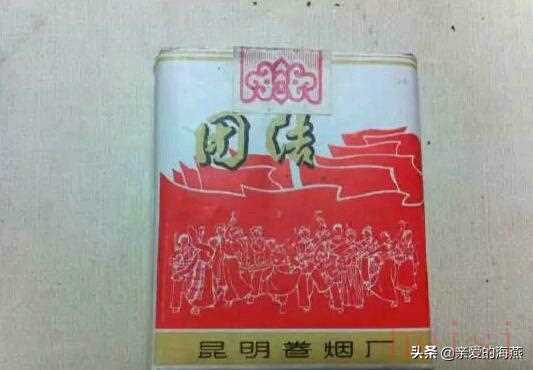 团结
昆明卷烟厂
头条 @亲爱的海燕